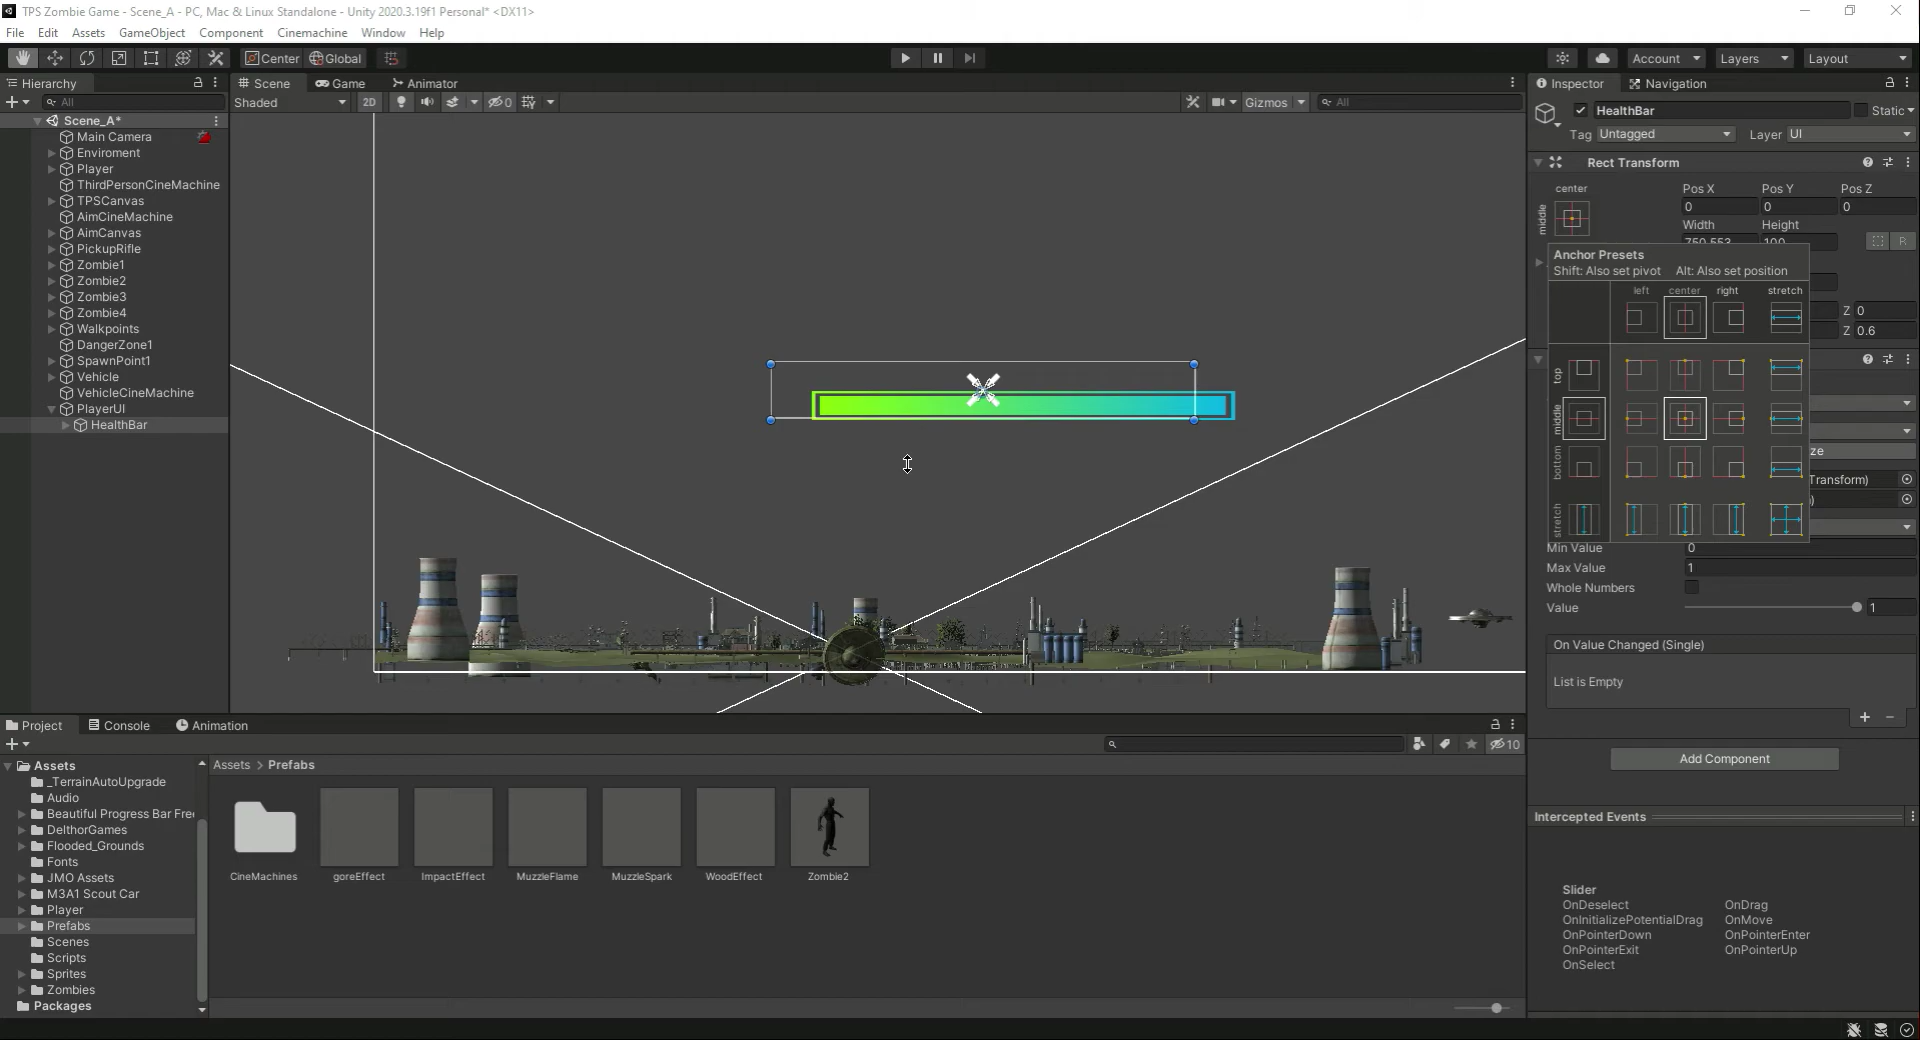 TPS Zombie Game - Scene_A - PC, Mac & Linux Standalone - Unity 2020.3.19f1 Personal* <DX11>
File Edit Assets GameObject Component Cinemachine Window Help
Center Global Account Layers Layout
Hierarchy Scene Game Animator Inspector Navigation
All Shaded 2D 0 Gizmos All
Scene_A*
Main Camera
Enviroment
Player
ThirdPersonCineMachine
TPSCanvas
AimCineMachine
AimCanvas
PickupRifle
Zombie1
Zombie2
Zombie3
Zombie4
Walkpoints
DangerZone1
SpawnPoint1
Vehicle
VehicleCineMachine
PlayerUI
HealthBar
HealthBar Static
Tag Untagged Layer UI
Rect Transform
center Pos X Pos Y Pos Z
middle 0 0 0
Width Height
750.553 100 R
Anchor Presets
Shift: Also set pivot Alt: Also set position
left center right stretch
Z 0
Z 0.6
top
middle
bottom
stretch
ze
Transform)
)
Min Value 0
Max Value 1
Whole Numbers
Value 1
On Value Changed (Single)
List is Empty
Add Component
Intercepted Events
Slider
OnDeselect OnDrag
OnInitializePotentialDrag OnMove
OnPointerDown OnPointerEnter
OnPointerExit OnPointerUp
OnSelect
Project Console Animation
10
Assets
_TerrainAutoUpgrade
Audio
Beautiful Progress Bar Free
DelthorGames
Flooded_Grounds
Fonts
JMO Assets
M3A1 Scout Car
Player
Prefabs
Scenes
Scripts
Sprites
Zombies
Packages
Assets > Prefabs
CineMachines goreEffect ImpactEffect MuzzleFlame MuzzleSpark WoodEffect Zombie2